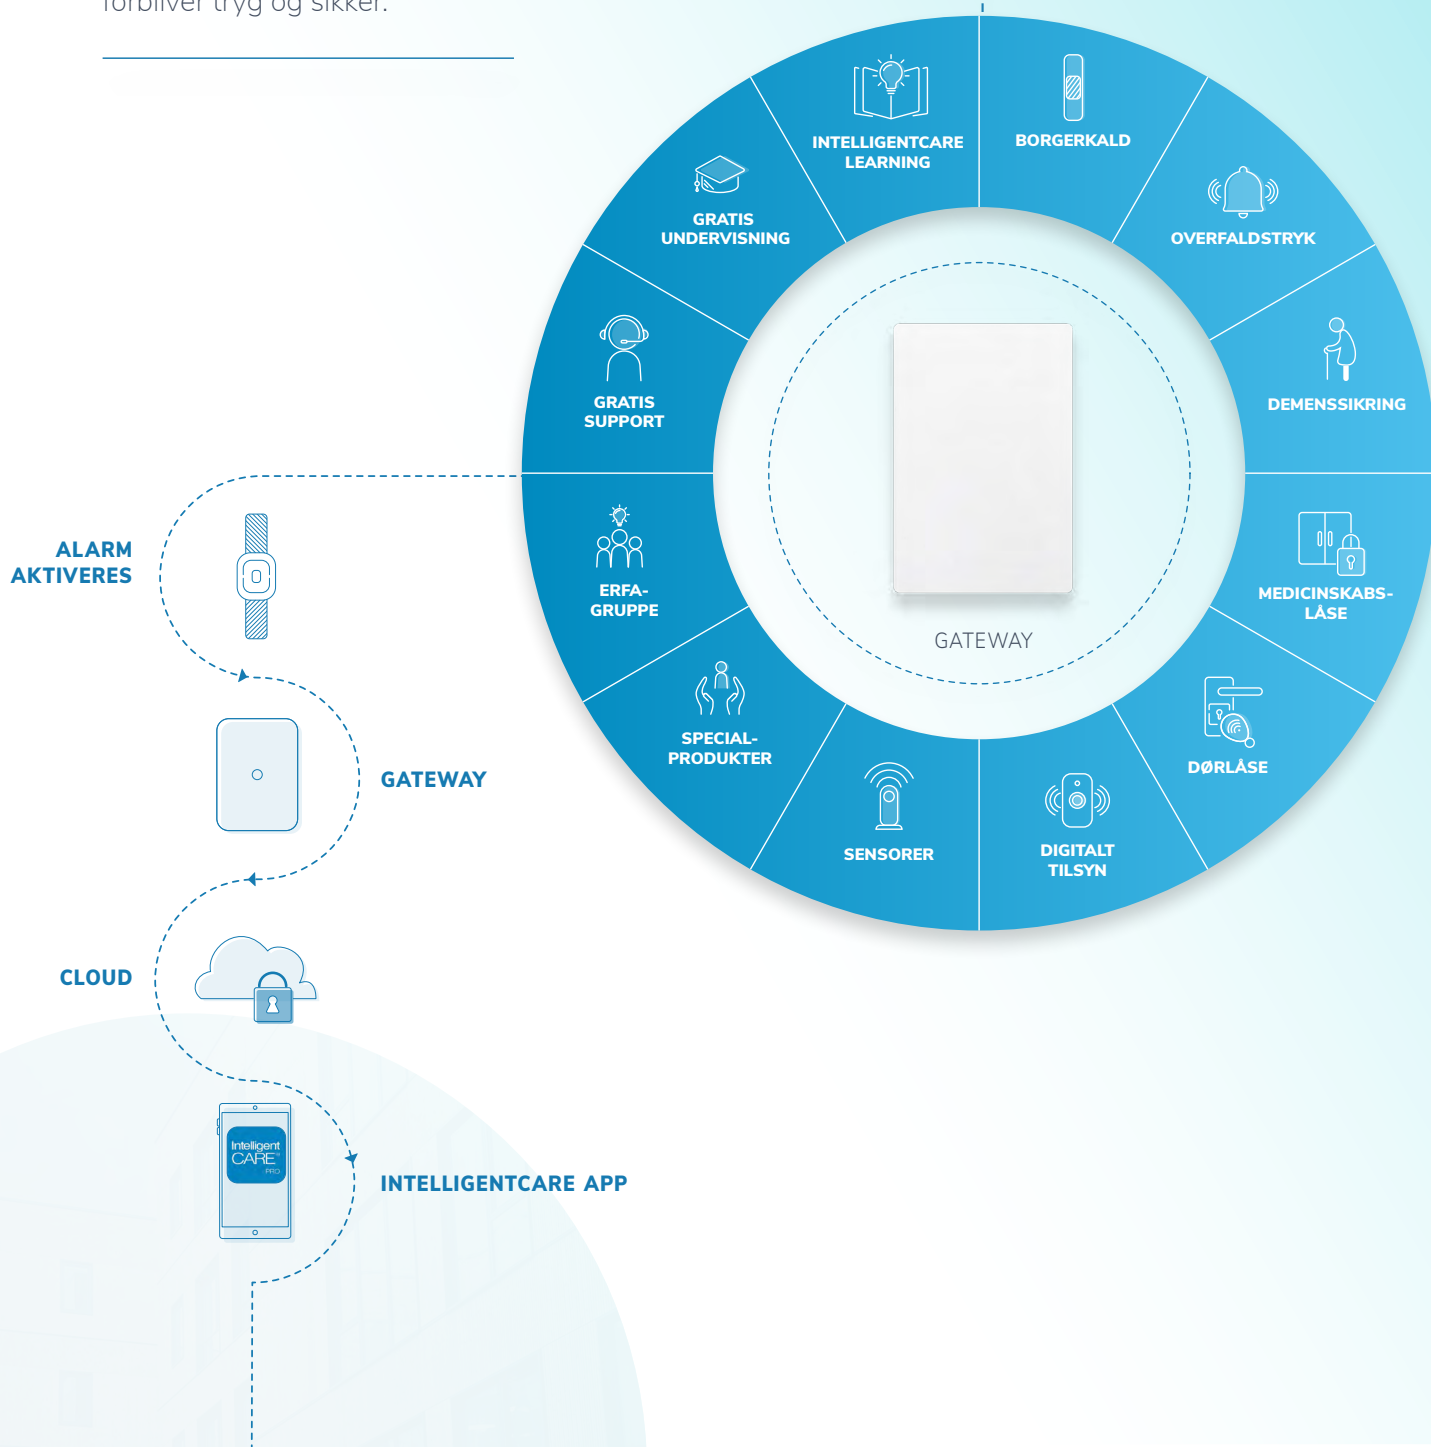 forbliver tryg og sikker.
INTELLIGENTCARE
LEARNING
BORGERKALD
OVERFALDSTRYK
DEMENSSIKRING
MEDICINSKABS-
LÅSE
DØRLÅSE
DIGITALT
TILSYN
SENSORER
SPECIAL-
PRODUKTER
ERFA-
GRUPPE
GRATIS
SUPPORT
GRATIS
UNDERVISNING
GATEWAY
ALARM
AKTIVERES
GATEWAY
CLOUD
Intelligent
CARE®
PRO
INTELLIGENTCARE APP